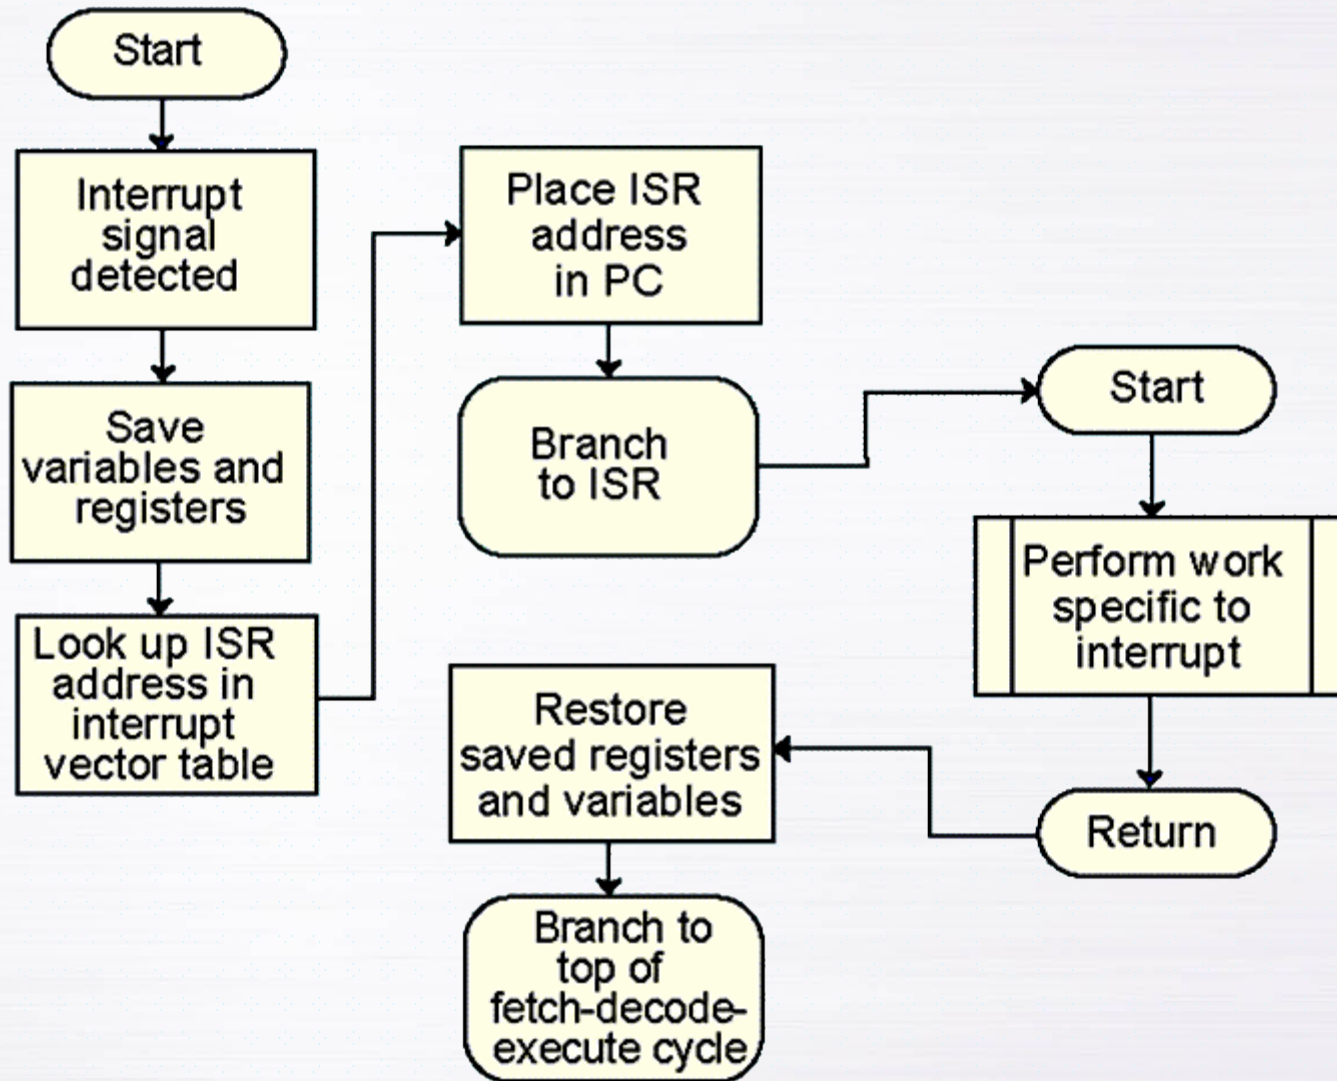 Start
Interrupt
signal
detected
Save
variables and
registers
Look up ISR
address in
interrupt
vector table
Place ISR
address
in PC
Branch
to ISR
Start
Perform work
specific to
interrupt
Return
Restore
saved registers
and variables
Branch to
top of
fetch-decode-
execute cycle